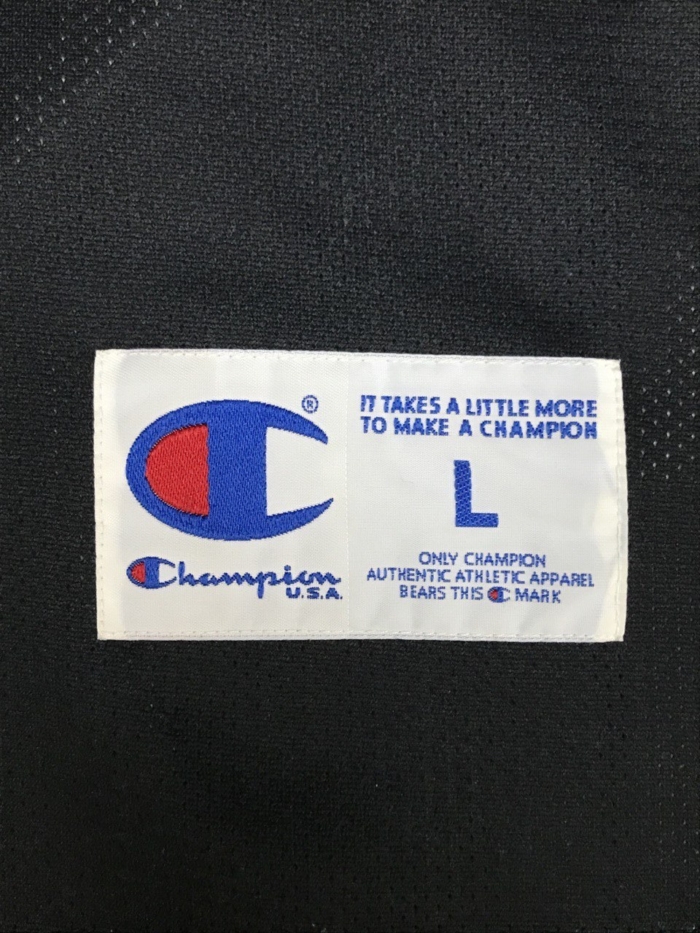 ®
Champion
U.S.A.
IT TAKES A LITTLE MORE
TO MAKE A CHAMPION
L
ONLY CHAMPION
AUTHENTIC ATHLETIC APPAREL
BEARS THIS C MARK